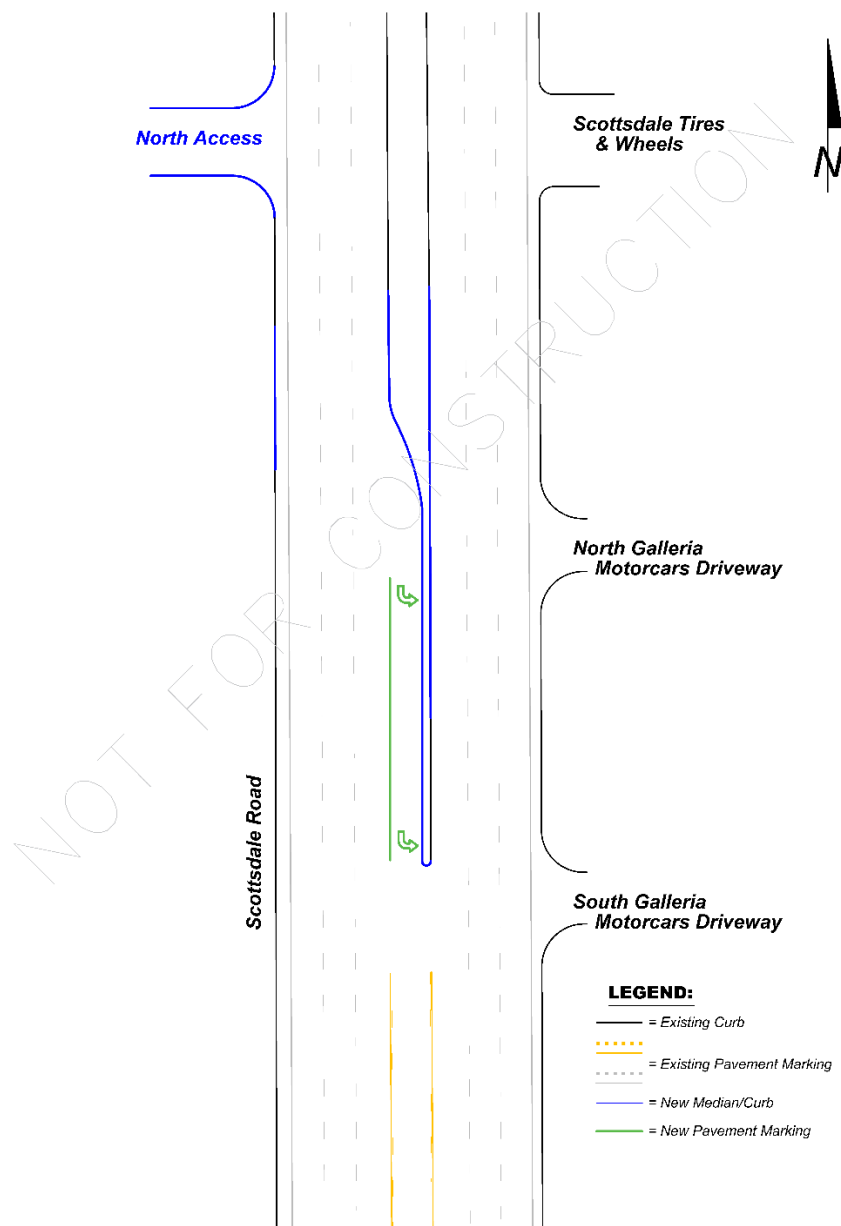 North Access
Scottsdale Tires
& Wheels
N
NOT FOR CONSTRUCTION
North Galleria
Motorcars Driveway
Scottsdale Road
South Galleria
Motorcars Driveway
LEGEND:
= Existing Curb
= Existing Pavement Marking
= New Median/Curb
= New Pavement Marking